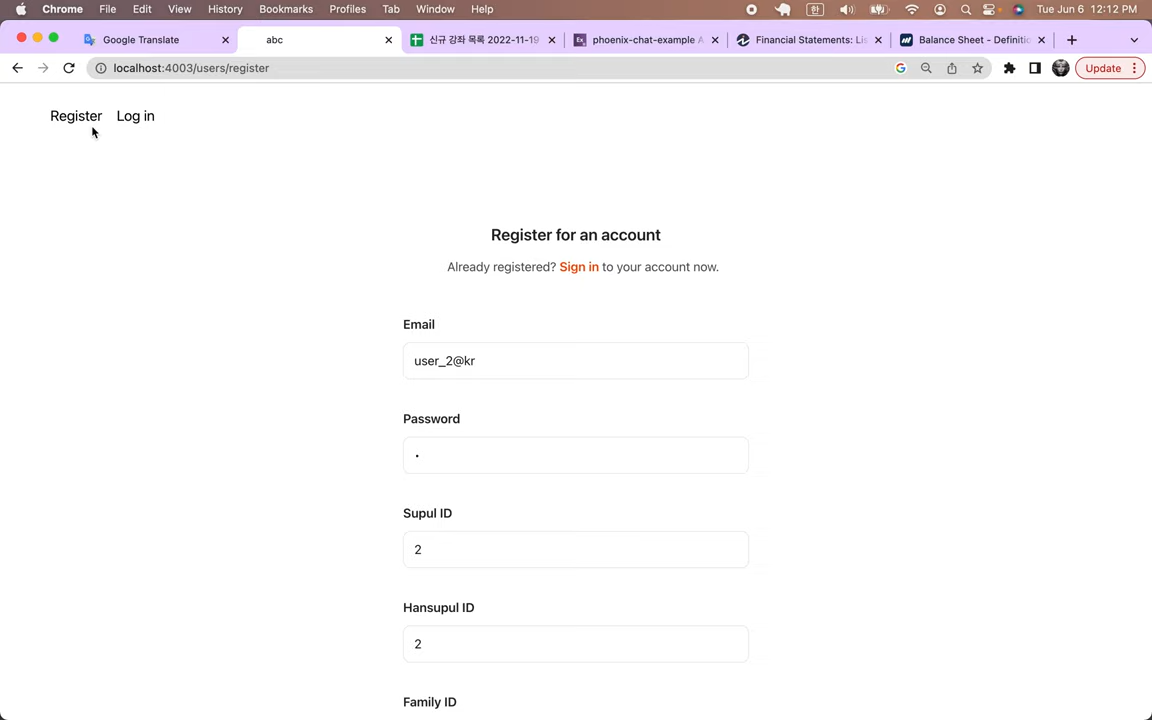 Chrome File Edit View History Bookmarks Profiles Tab Window Help 한 Tue Jun 6 12:12 PM
Google Translate abc 신규 강좌 목록 2022-11-19 Ex phoenix-chat-example A Financial Statements: Lis Balance Sheet - Definitio
localhost:4003/users/register G Update
Register Log in
Register for an account
Already registered? Sign in to your account now.
Email
user_2@kr
Password
Supul ID
2
Hansupul ID
2
Family ID